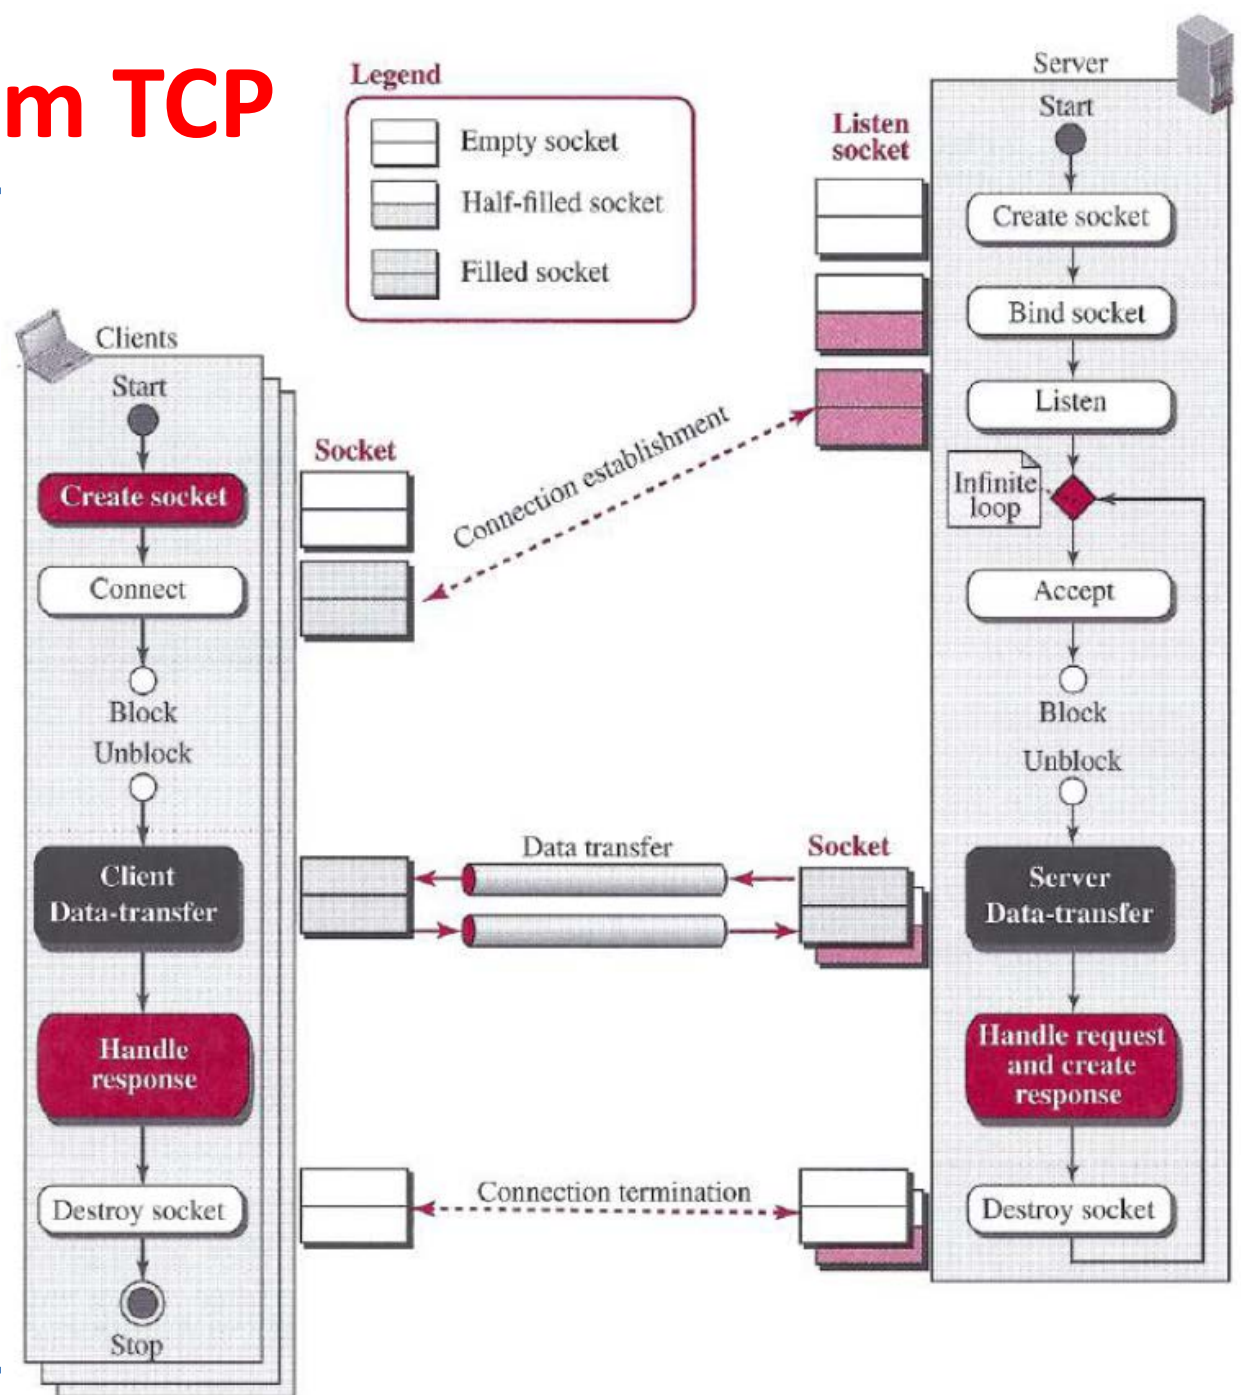 m TCP
Legend
Empty socket
Half-filled socket
Filled socket
Clients
Start
Create socket
Connect
Block
Unblock
Client
Data-transfer
Handle
response
Destroy socket
Stop
Socket
Connection establishment
Data transfer
Connection termination
Listen
socket
Socket
Server
Start
Create socket
Bind socket
Listen
Infinite
loop
Accept
Block
Unblock
Server
Data-transfer
Handle request
and create
response
Destroy socket